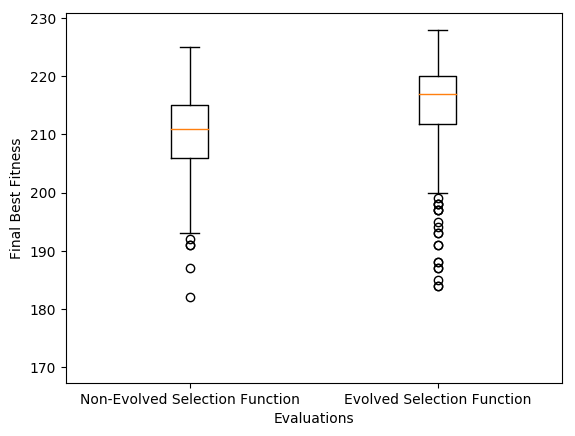 Final Best Fitness
230
220
210
200
190
180
170
Non-Evolved Selection Function
Evolved Selection Function
Evaluations